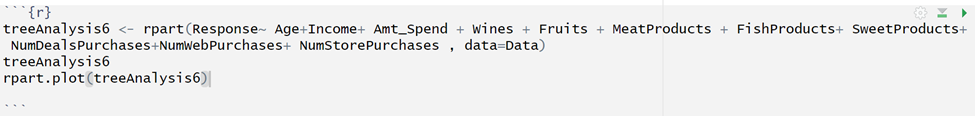 ```{r}
treeAnalysis6 <- rpart(Response~ Age+Income+ Amt_Spend + Wines + Fruits + MeatProducts + FishProducts+ SweetProducts+
NumDealsPurchases+NumWebPurchases+ NumStorePurchases , data=Data)
treeAnalysis6
rpart.plot(treeAnalysis6)
```